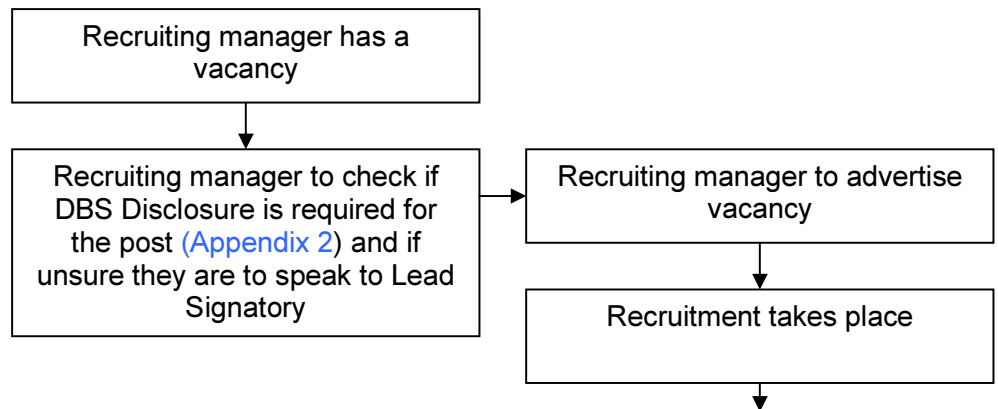 Recruiting manager has a
vacancy
Recruiting manager to check if
DBS Disclosure is required for
the post (Appendix 2) and if
unsure they are to speak to Lead
Signatory
Recruiting manager to advertise
vacancy
Recruitment takes place